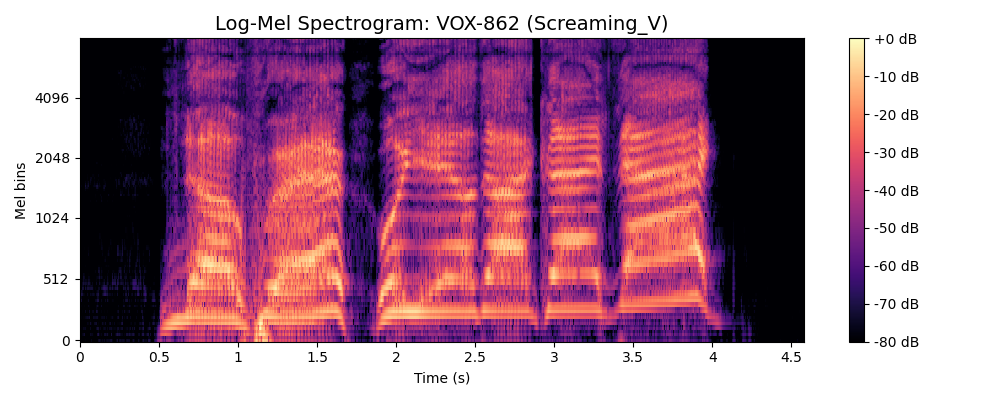 Log-Mel Spectrogram: VOX-862 (Screaming_V)
Mel bins
4096
2048
1024
512
0
0 0.5 1 1.5 2 2.5 3 3.5 4 4.5
Time (s)
+0 dB
-10 dB
-20 dB
-30 dB
-40 dB
-50 dB
-60 dB
-70 dB
-80 dB